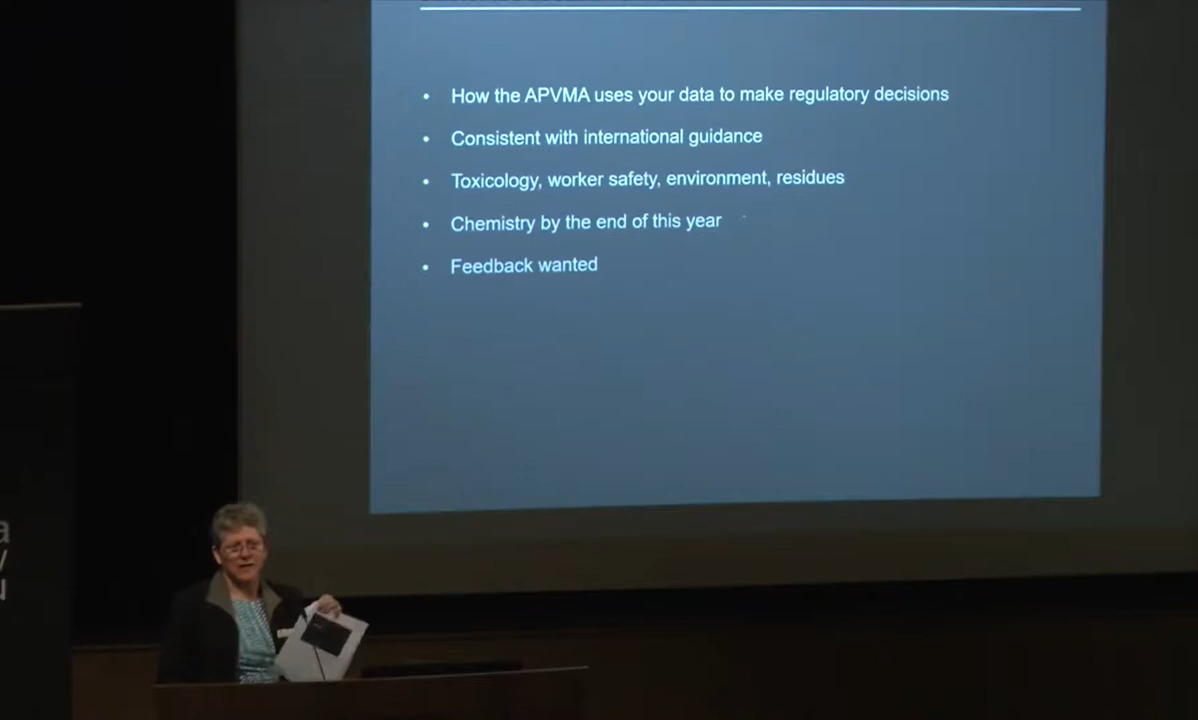 • How the APVMA uses your data to make regulatory decisions
• Consistent with international guidance
• Toxicology, worker safety, environment, residues
• Chemistry by the end of this year
• Feedback wanted
a
/
u